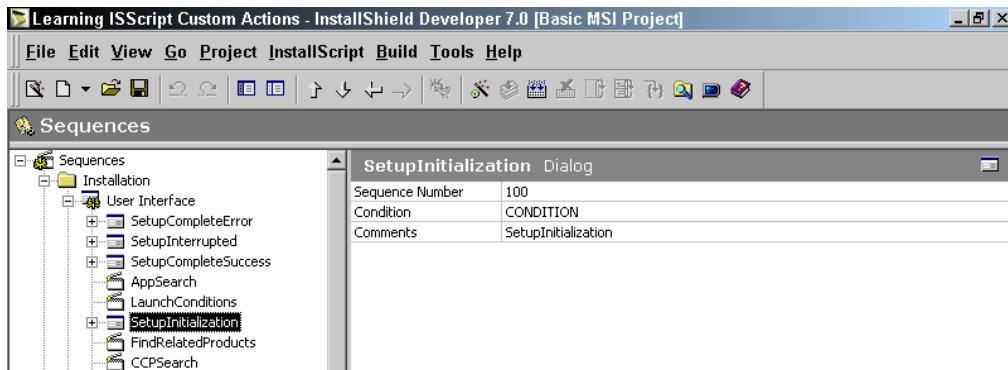 Learning ISScript Custom Actions - InstallShield Developer 7.0 [Basic MSI Project]
File Edit View Go Project InstallScript Build Tools Help
Sequences
Sequences
Installation
User Interface
SetupCompleteError
SetupInterrupted
SetupCompleteSuccess
AppSearch
LaunchConditions
SetupInitialization
FindRelatedProducts
CCPSearch
SetupInitialization Dialog
Sequence Number 100
Condition CONDITION
Comments SetupInitialization